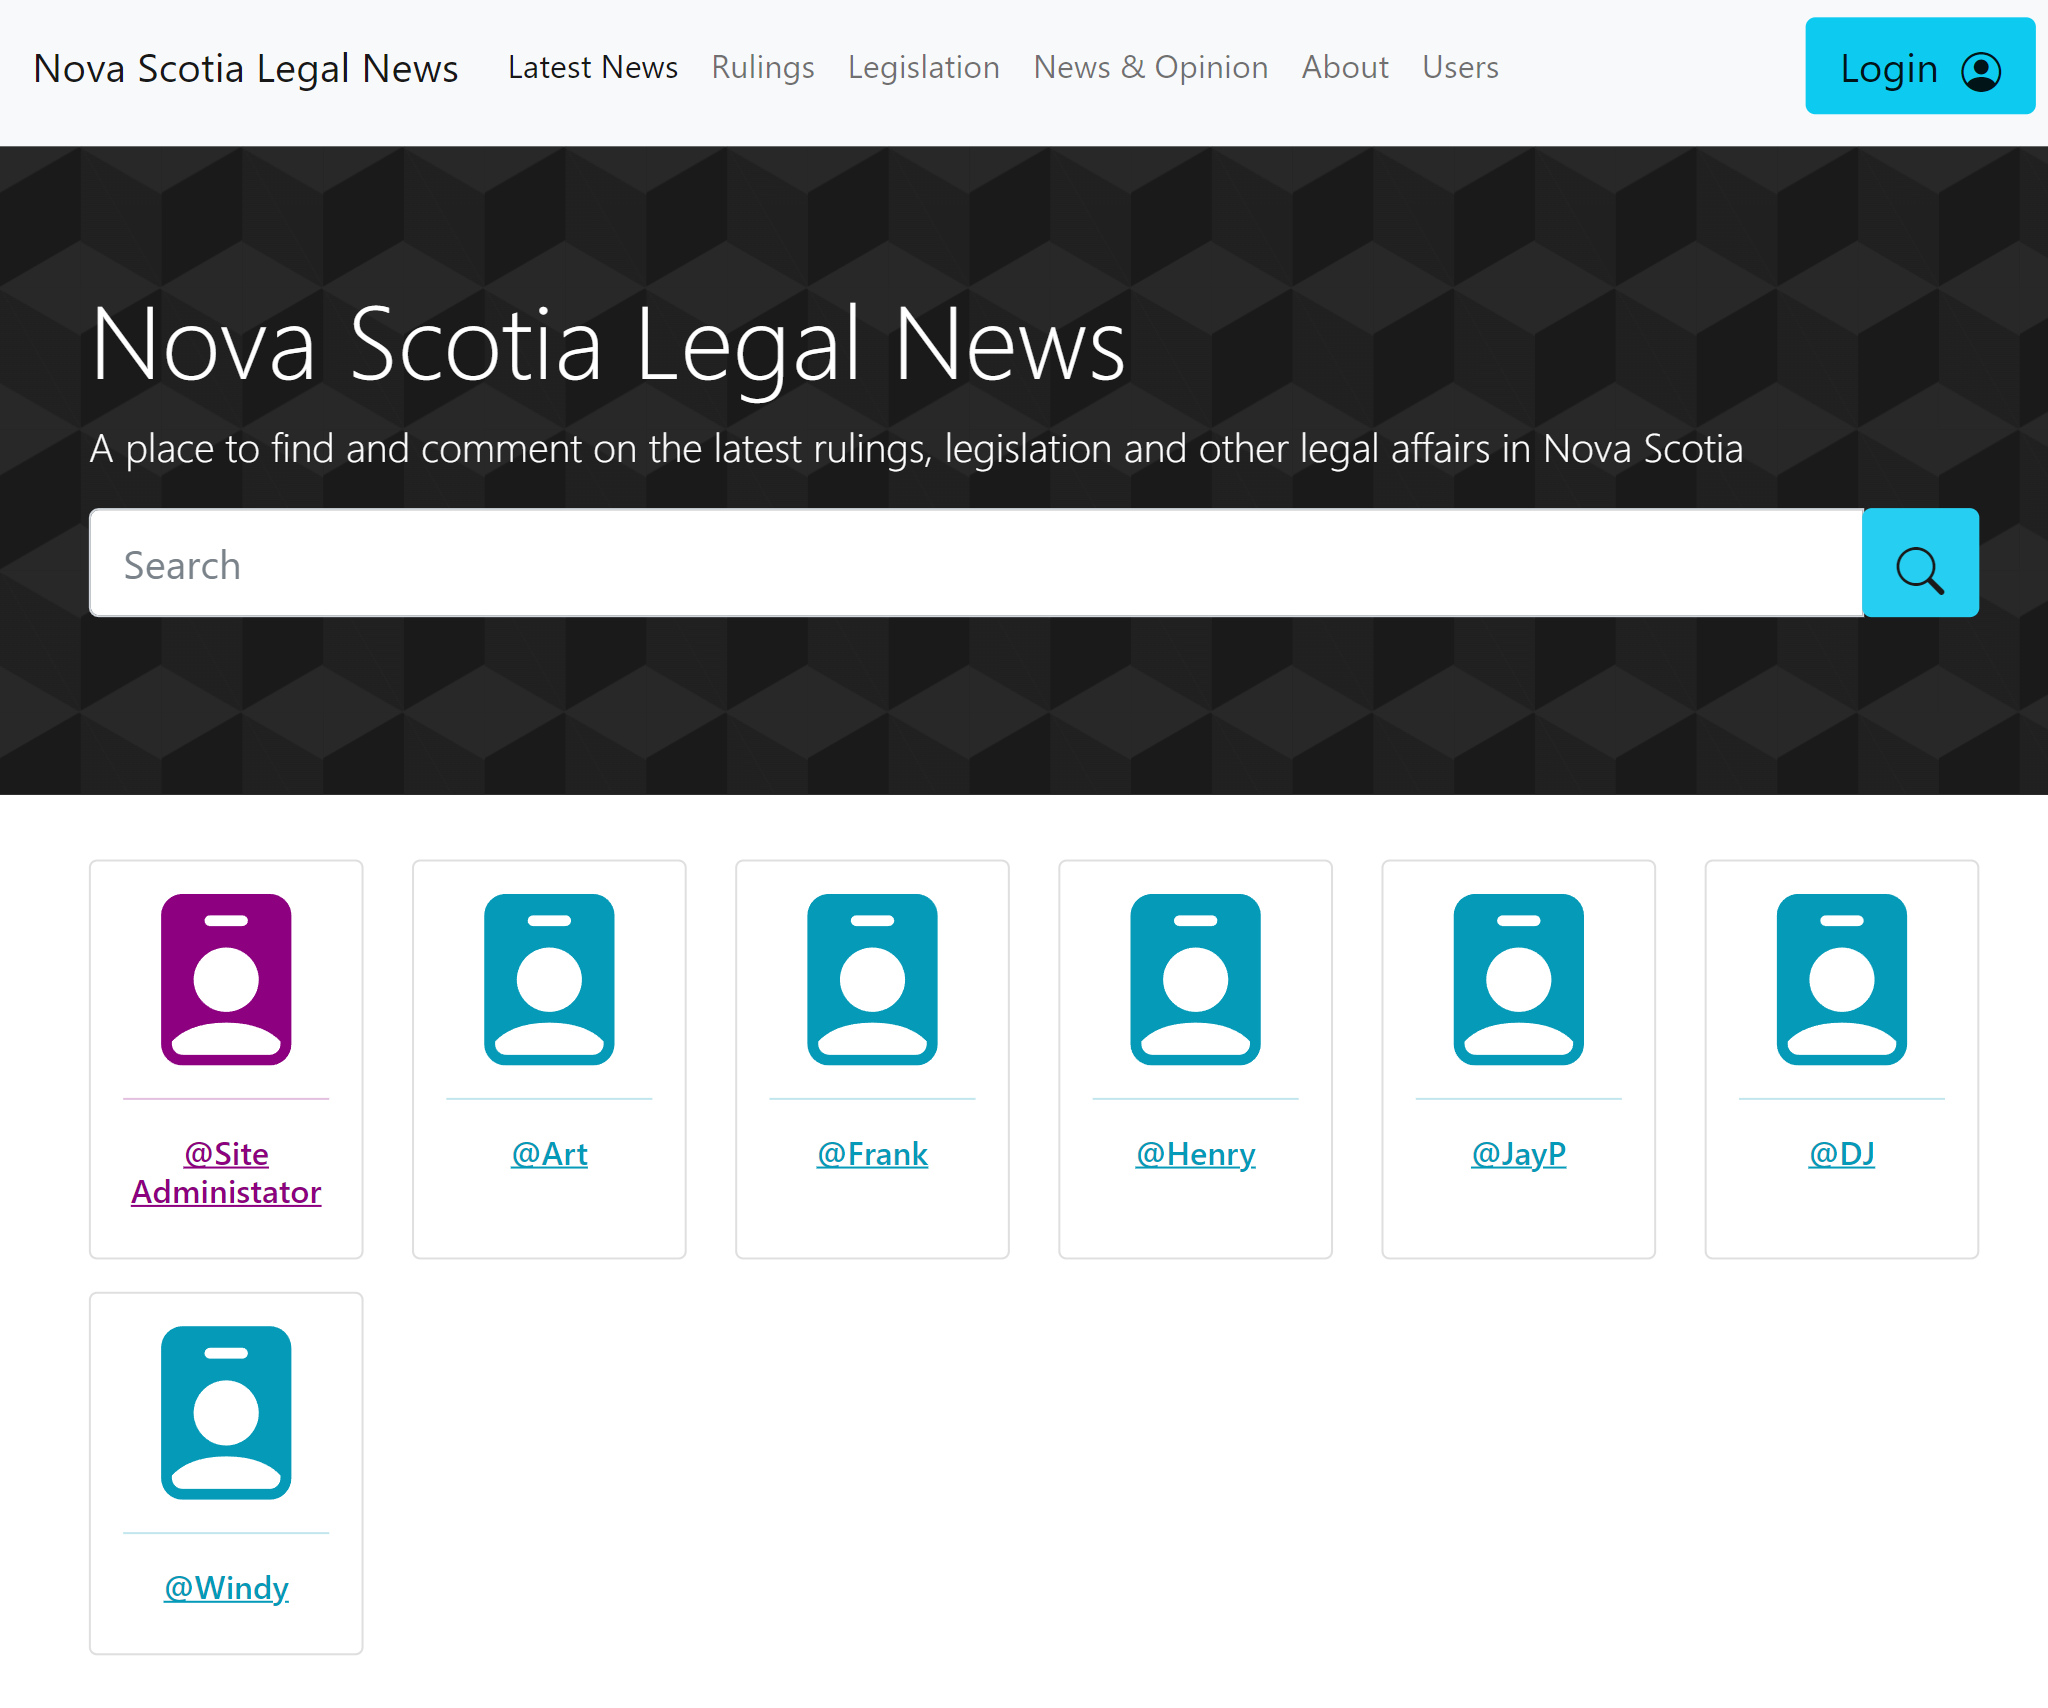 Nova Scotia Legal News Latest News Rulings Legislation News & Opinion About Users Login
Nova Scotia Legal News
A place to find and comment on the latest rulings, legislation and other legal affairs in Nova Scotia
Search
@Site
Administator
@Art
@Frank
@Henry
@JayP
@DJ
@Windy